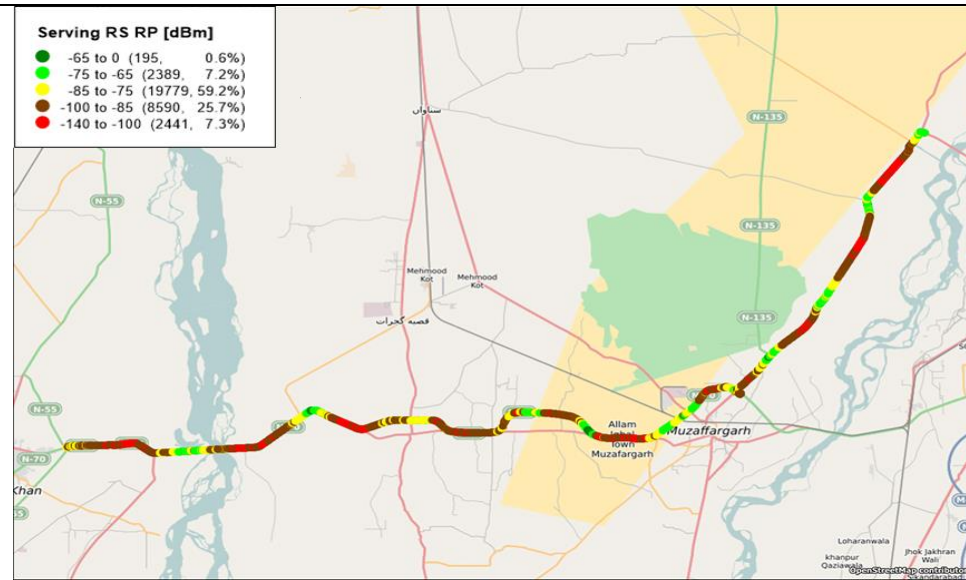 Serving RS RP [dBm]
-65 to 0 (195, 0.6%)
-75 to -65 (2389, 7.2%)
-85 to -75 (19779, 59.2%)
-100 to -85 (8590, 25.7%)
-140 to -100 (2441, 7.3%)
سناواں
N-135
N-55
N-135
Mehmood
Kot
Mehmood
Kot
قصبہ گجرات
N-135
N-55
Allam
Town
Muzafargarh
Muzaffargarh
N-70
Khan
Loharanwala
khanpur
Qaziawala
Jhok Jakhran
Wali
Sikandarabad
OpenStreetMap contributor